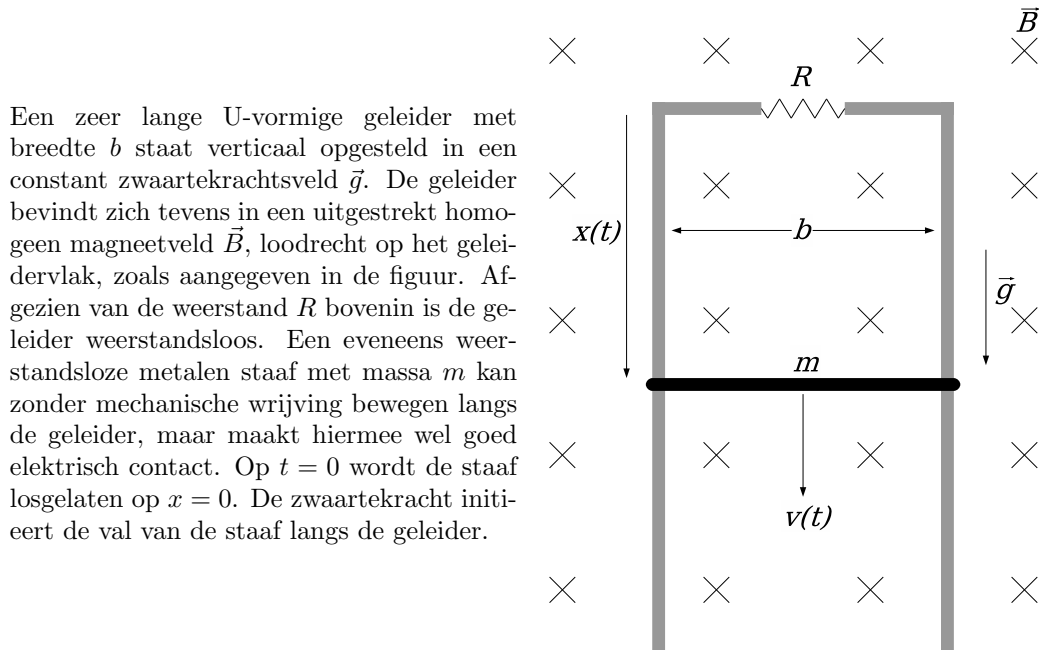 Een zeer lange U-vormige geleider met
breedte b staat verticaal opgesteld in een
constant zwaartekrachtsveld g⃗. De geleider
bevindt zich tevens in een uitgestrekt homo-
geen magneetveld B⃗, loodrecht op het gelei-
dervlak, zoals aangegeven in de figuur. Af-
gezien van de weerstand R bovenin is de ge-
leider weerstandsloos. Een eveneens weer-
standsloze metalen staaf met massa m kan
zonder mechanische wrijving bewegen langs
de geleider, maar maakt hiermee wel goed
elektrisch contact. Op t = 0 wordt de staaf
losgelaten op x = 0. De zwaartekracht initi-
eert de val van de staaf langs de geleider.
B⃗
R
x(t)
b
g⃗
m
v(t)